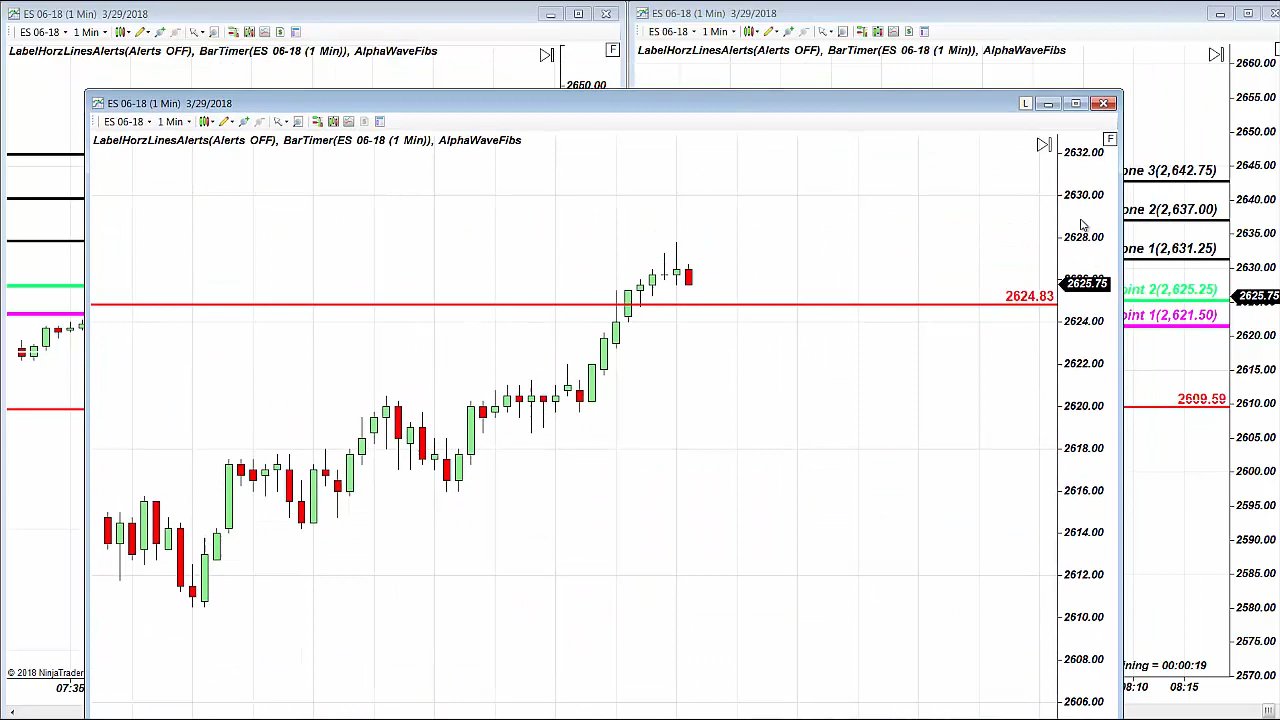 ES 06-18 (1 Min)  3/29/2018
ES 06-18 1 Min
LabelHorzLinesAlerts(Alerts OFF), BarTimer(ES 06-18 (1 Min)), AlphaWaveFibs
F
2650.00
© 2018 NinjaTrader
07:35
ES 06-18 (1 Min)  3/29/2018
ES 06-18 1 Min
LabelHorzLinesAlerts(Alerts OFF), BarTimer(ES 06-18 (1 Min)), AlphaWaveFibs
2660.00
2655.00
2650.00
2645.00
one 3(2,642.75)
2640.00
one 2(2,637.00)
2635.00
one 1(2,631.25)
2630.00
oint 2(2,625.25)
2625.75
oint 1(2,621.50)
2620.00
2615.00
2609.59
2610.00
2605.00
2600.00
2595.00
2590.00
2585.00
2580.00
2575.00
ining = 00:00:19
2570.00
08:10 08:15
ES 06-18 (1 Min)  3/29/2018
L
ES 06-18 1 Min
LabelHorzLinesAlerts(Alerts OFF), BarTimer(ES 06-18 (1 Min)), AlphaWaveFibs
F
2632.00
2630.00
2628.00
2625.75
2624.83
2624.00
2622.00
2620.00
2618.00
2616.00
2614.00
2612.00
2610.00
2608.00
2606.00